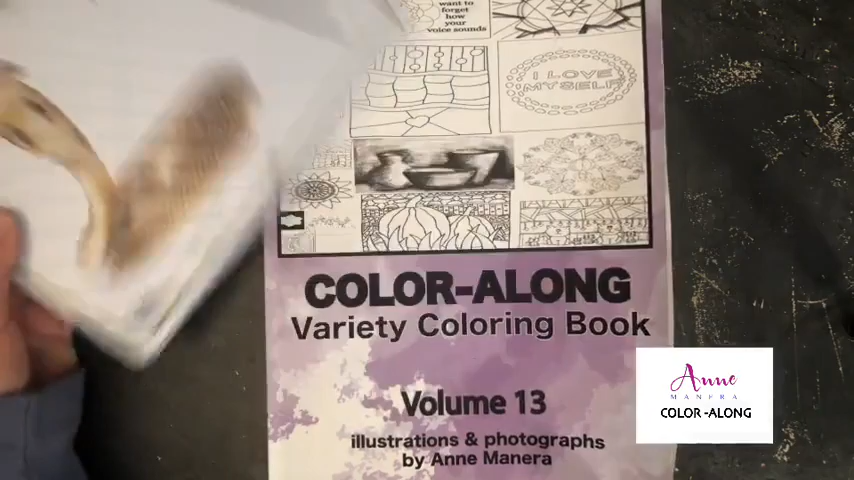 want to
forget
how your
voice sounds
I LOVE
MYSELF
COLOR-ALONG
Variety Coloring Book
Volume 13
illustrations & photographs
by Anne Manera
Anne
MANERA
COLOR-ALONG